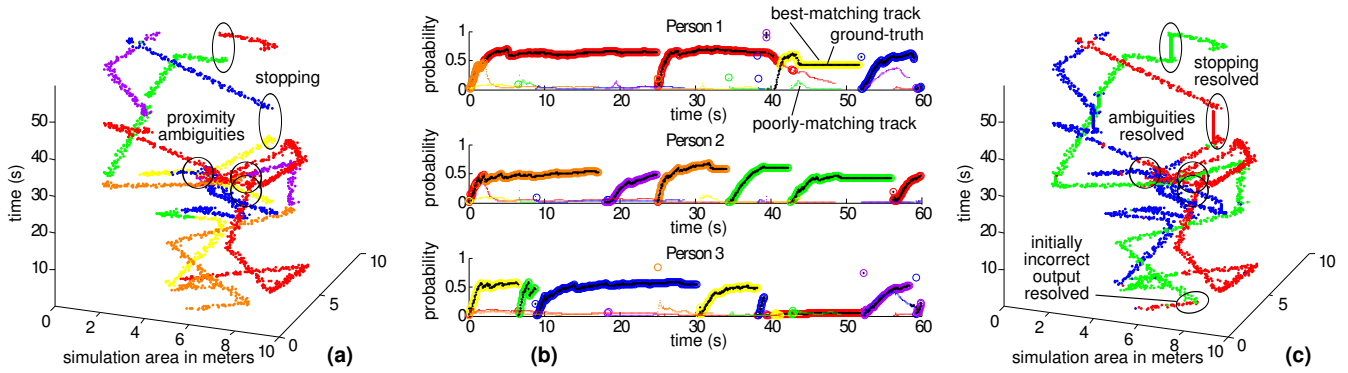 stopping
proximity
ambiguities
time (s)
50
40
30
20
10
0
2
4
6
8
10
0
5
10
simulation area in meters
(a)
Person 1
best-matching track
ground-truth
probability
1
0.5
0
0 10 20 30 40 50 60
time (s)
poorly-matching track
Person 2
probability
1
0.5
0
0 10 20 30 40 50 60
time (s)
Person 3
probability
1
0.5
0
0 10 20 30 40 50 60
time (s)
(b)
stopping
resolved
ambiguities
resolved
initially
incorrect
output
resolved
time (s)
50
40
30
20
10
0
2
4
6
8
10
0
5
10
simulation area in meters
(c)